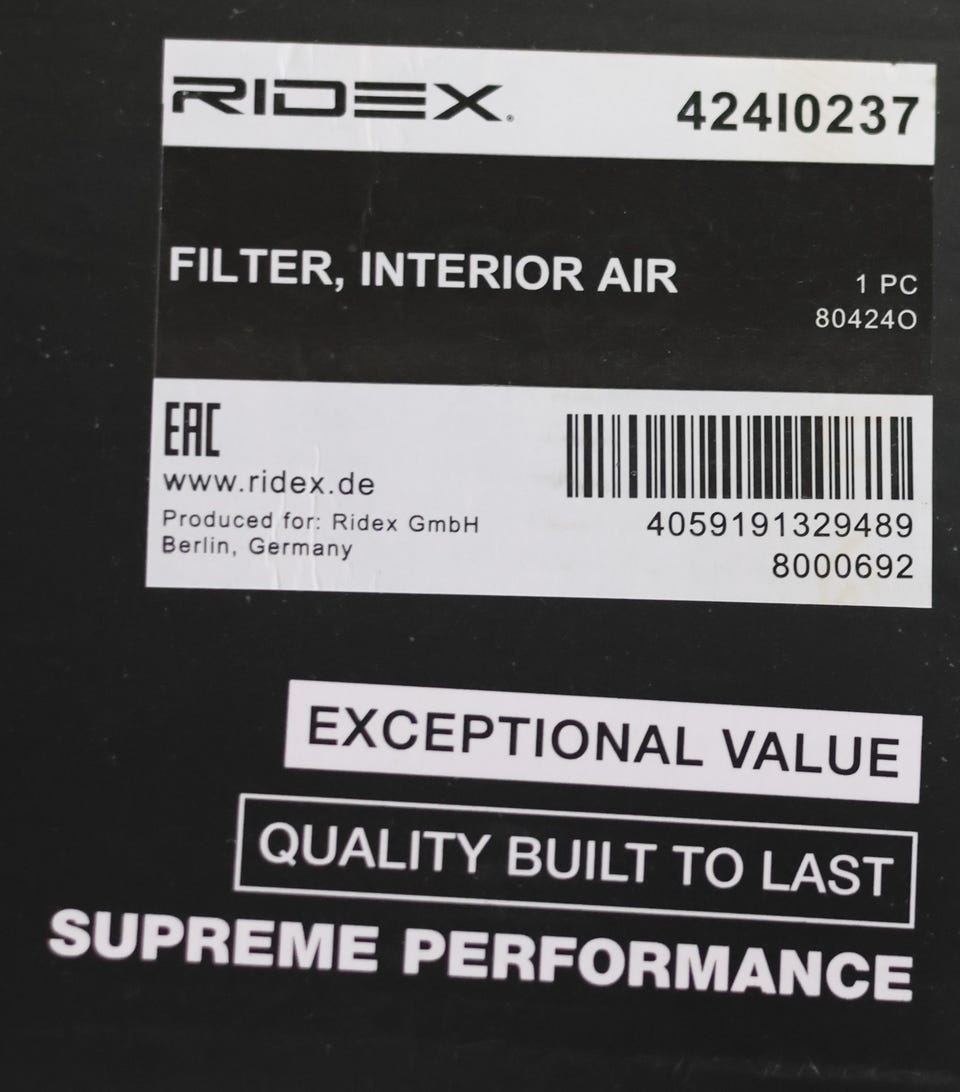 RIDEX®
424I0237
FILTER, INTERIOR AIR
1 PC
80424O
EAC
www.ridex.de
Produced for: Ridex GmbH
Berlin, Germany
4059191329489
8000692
EXCEPTIONAL VALUE
QUALITY BUILT TO LAST
SUPREME PERFORMANCE